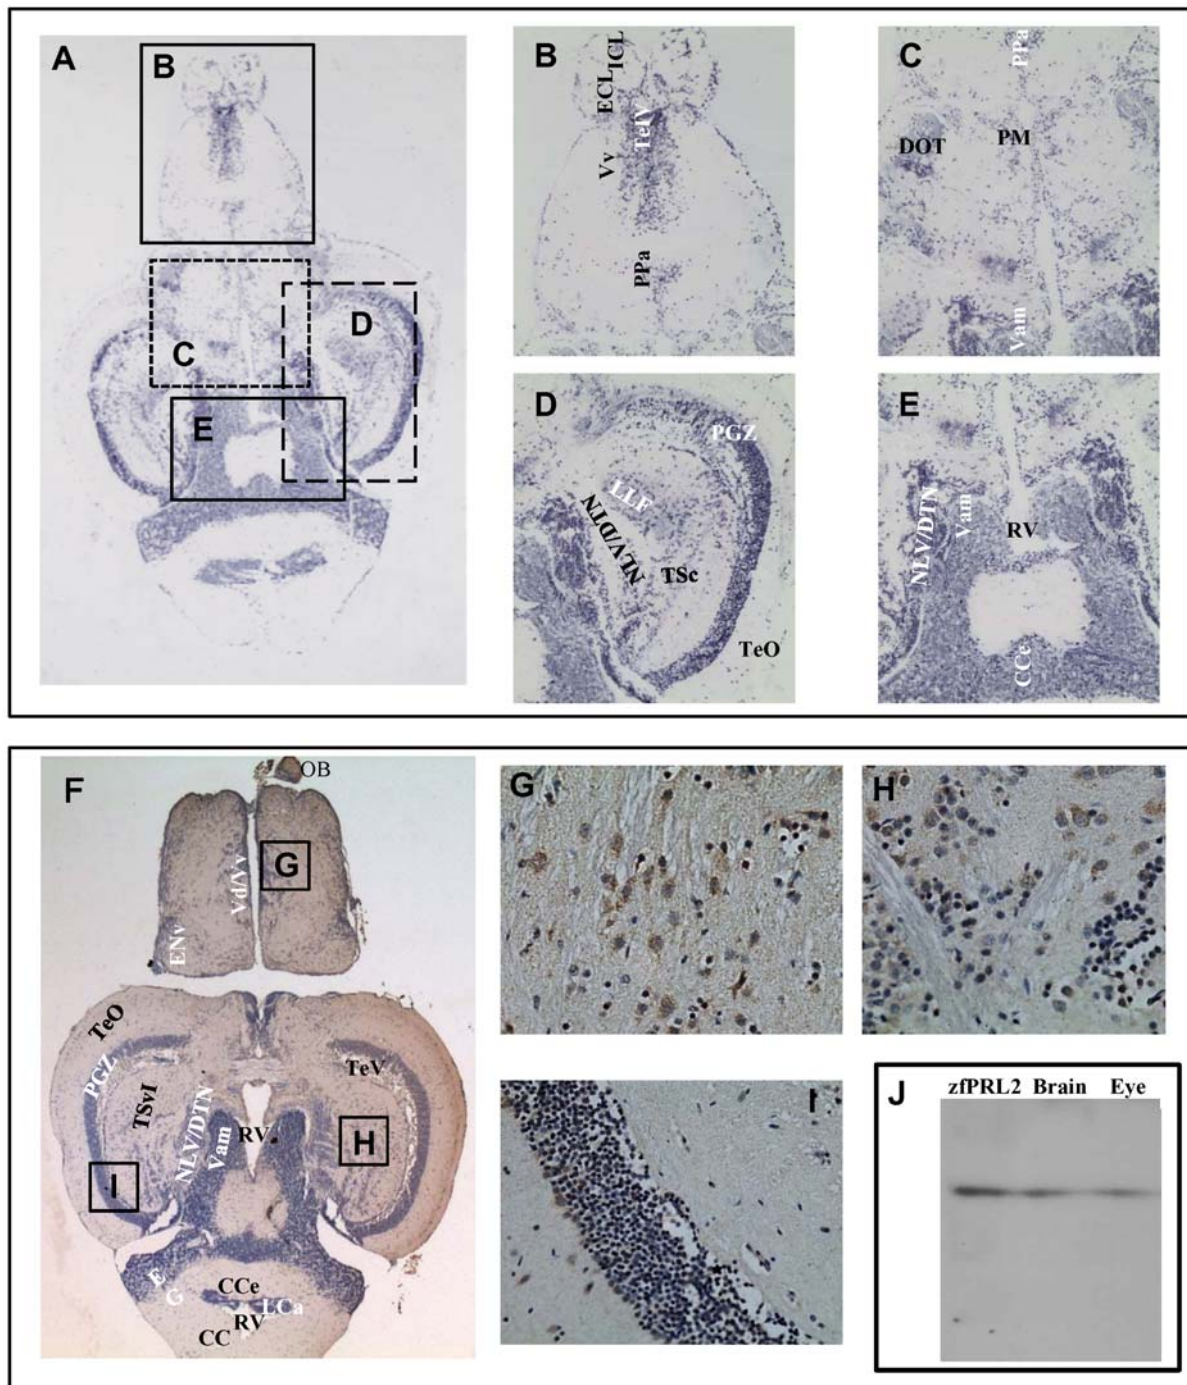 A
B
C
D
E
B
ECL
ICL
TelV
Vv
PPa
C
PPa
DOT
PM
Vam
D
PGZ
LLF
NLV/DTN
TSc
TeO
E
NLV/DTN
Vam
RV
CCe
F
OB
Vd/Vv
G
ENv
TeO
PGZ
TeV
TSvI
NLV/DTN
Vam
RV
H
I
E
G
CCe
LCa
RV
CC
G
H
I
J
zfPRL2 Brain Eye